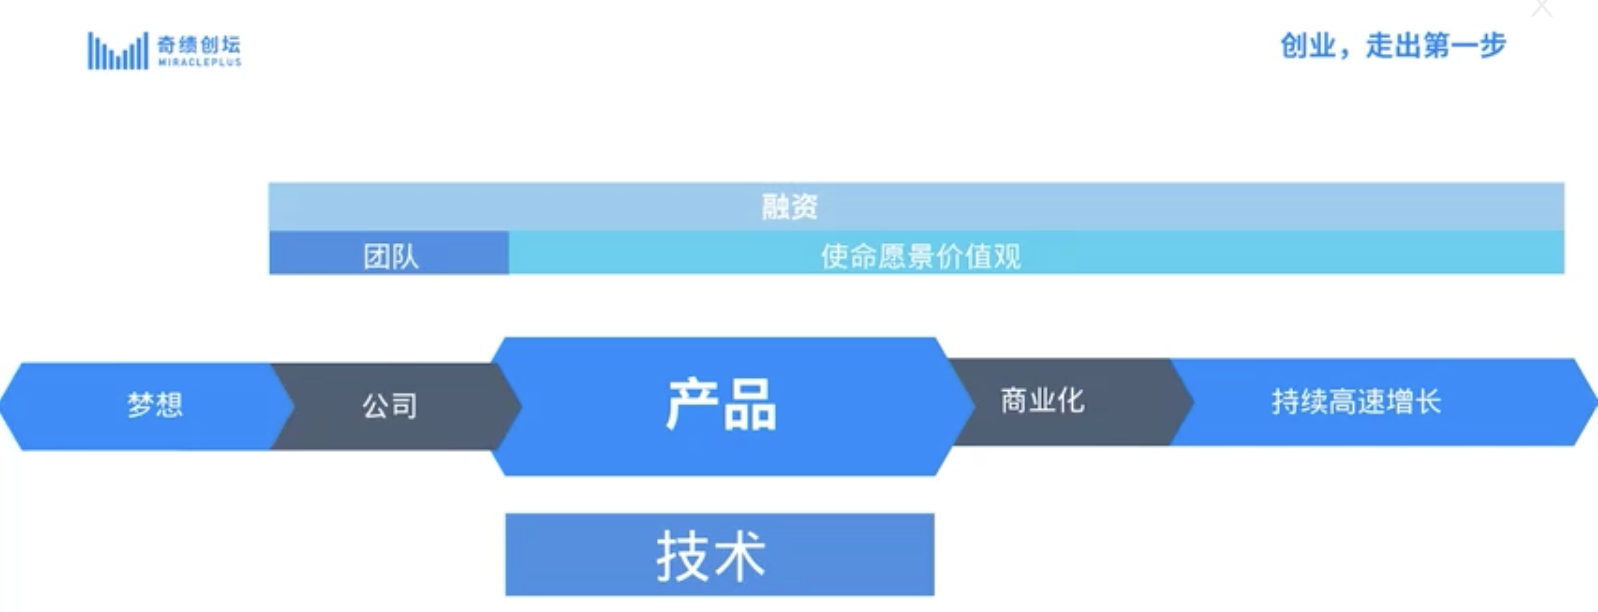 奇绩创坛
MIRACLEPLUS
创业，走出第一步
融资
团队
使命愿景价值观
梦想
公司
产品
商业化
持续高速增长
技术